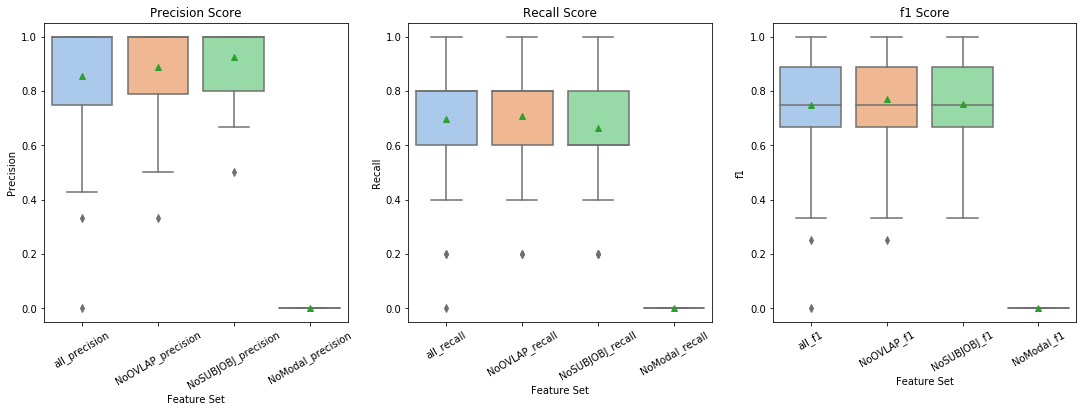 Precision Score
1.0
0.8
0.6
0.4
0.2
0.0
Precision
all_precision
NoOVLAP_precision
NoSUBJOBJ_precision
NoModal_precision
Feature Set
Recall Score
1.0
0.8
0.6
0.4
0.2
0.0
Recall
all_recall
NoOVLAP_recall
NoSUBJOBJ_recall
NoModal_recall
Feature Set
f1 Score
1.0
0.8
0.6
0.4
0.2
0.0
f1
all_f1
NoOVLAP_f1
NoSUBJOBJ_f1
NoModal_f1
Feature Set